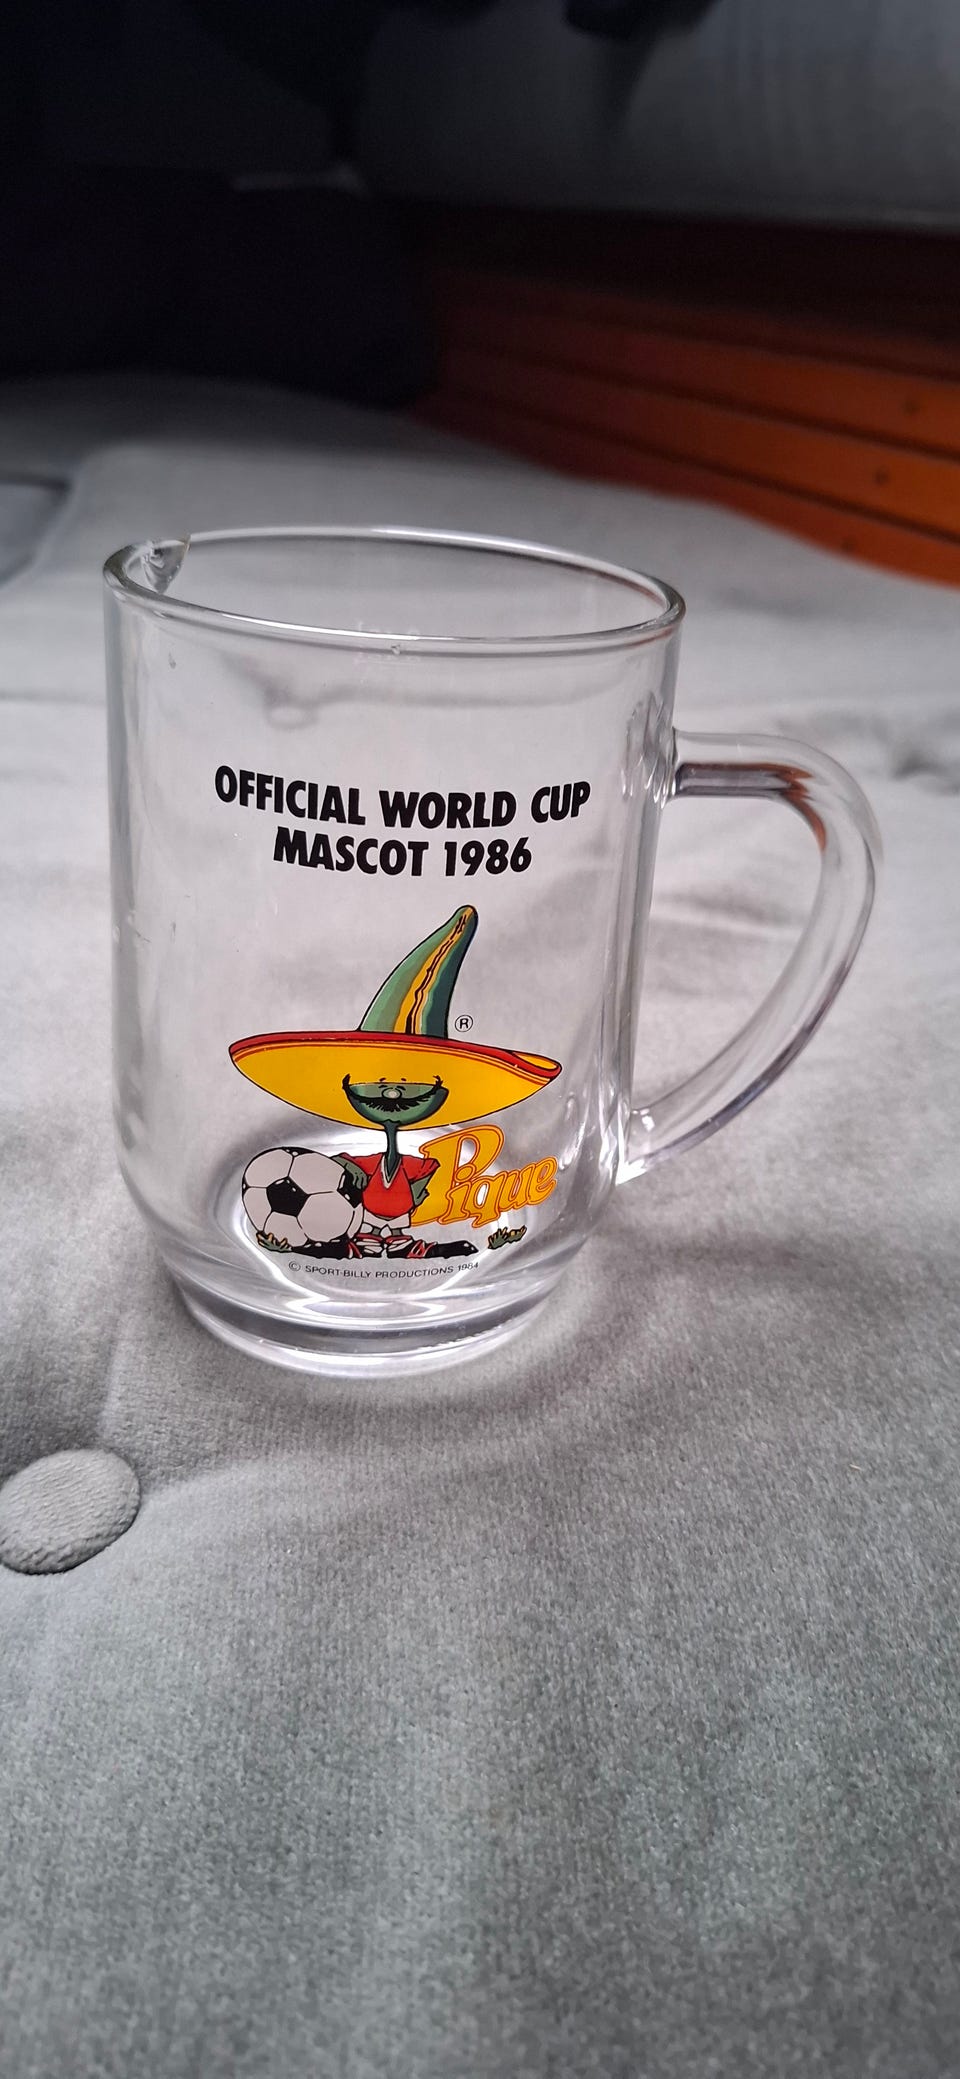 OFFICIAL WORLD CUP
MASCOT 1986
®
Pique
© SPORT-BILLY PRODUCTIONS 1984